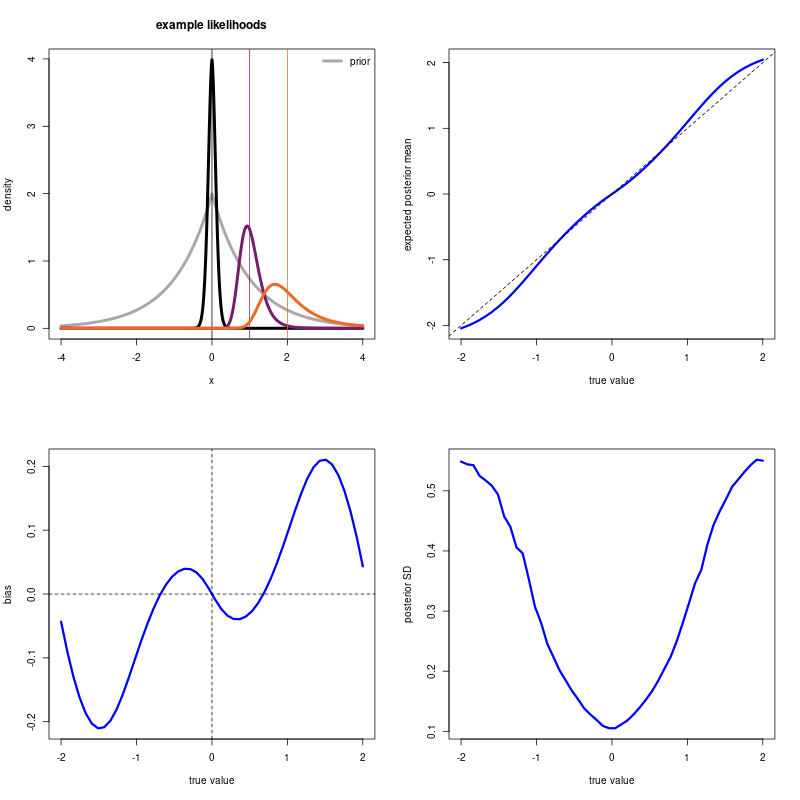 example likelihoods
prior
density
0 1 2 3 4
-4 -2 0 2 4
x
expected posterior mean
-2 -1 0 1 2
-2 -1 0 1 2
true value
bias
-0.2 -0.1 0.0 0.1 0.2
-2 -1 0 1 2
true value
posterior SD
0.1 0.2 0.3 0.4 0.5
-2 -1 0 1 2
true value